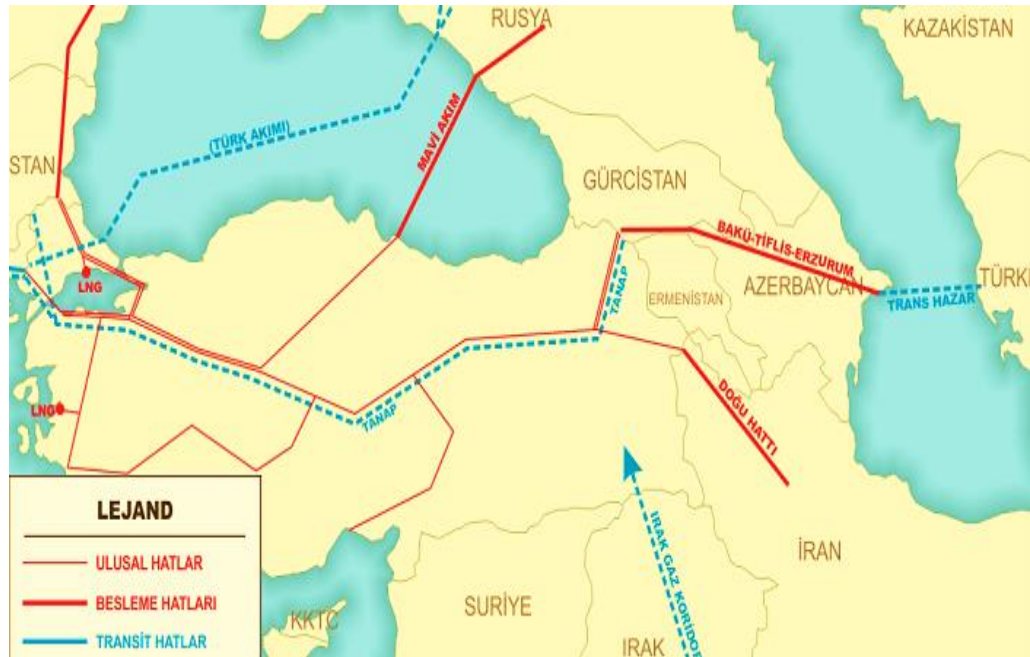 RUSYA
KAZAKİSTAN
(TÜRK AKIMI)
MAVİ AKIM
STAN
GÜRCİSTAN
BAKÜ-TİFLİS-ERZURUM
AZERBAYCAN
ERMENİSTAN
TRANS HAZAR
TÜRKİ
LNG
TANAP
LNG
TANAP
DOĞU HATTI
IRAK GAZ KORİDOR
İRAN
SURİYE
IRAK
KKTC
LEJAND
ULUSAL HATLAR
BESLEME HATLARI
TRANSİT HATLAR